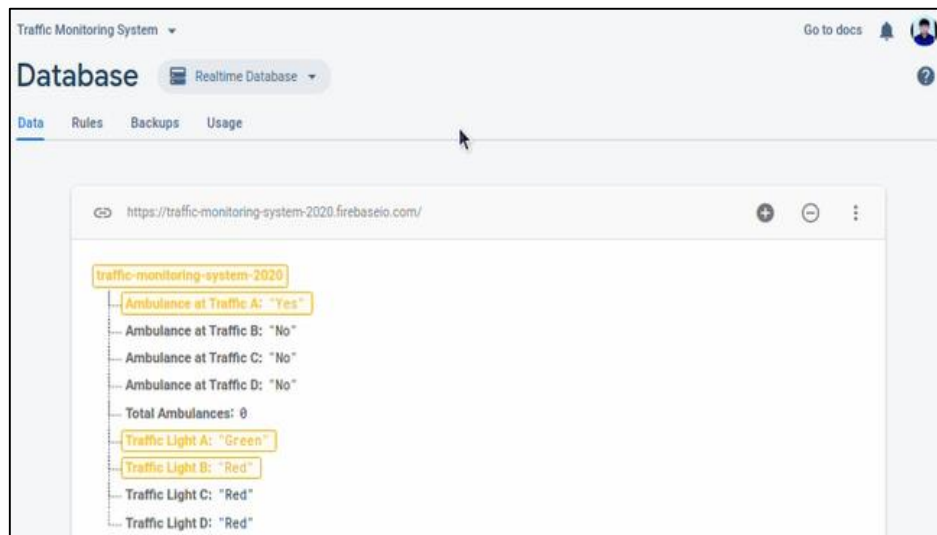 Traffic Monitoring System Go to docs
Database Realtime Database
Data Rules Backups Usage
https://traffic-monitoring-system-2020.firebaseio.com/
traffic-monitoring-system-2020
Ambulance at Traffic A: "Yes"
Ambulance at Traffic B: "No"
Ambulance at Traffic C: "No"
Ambulance at Traffic D: "No"
Total Ambulances: 0
Traffic Light A: "Green"
Traffic Light B: "Red"
Traffic Light C: "Red"
Traffic Light D: "Red"